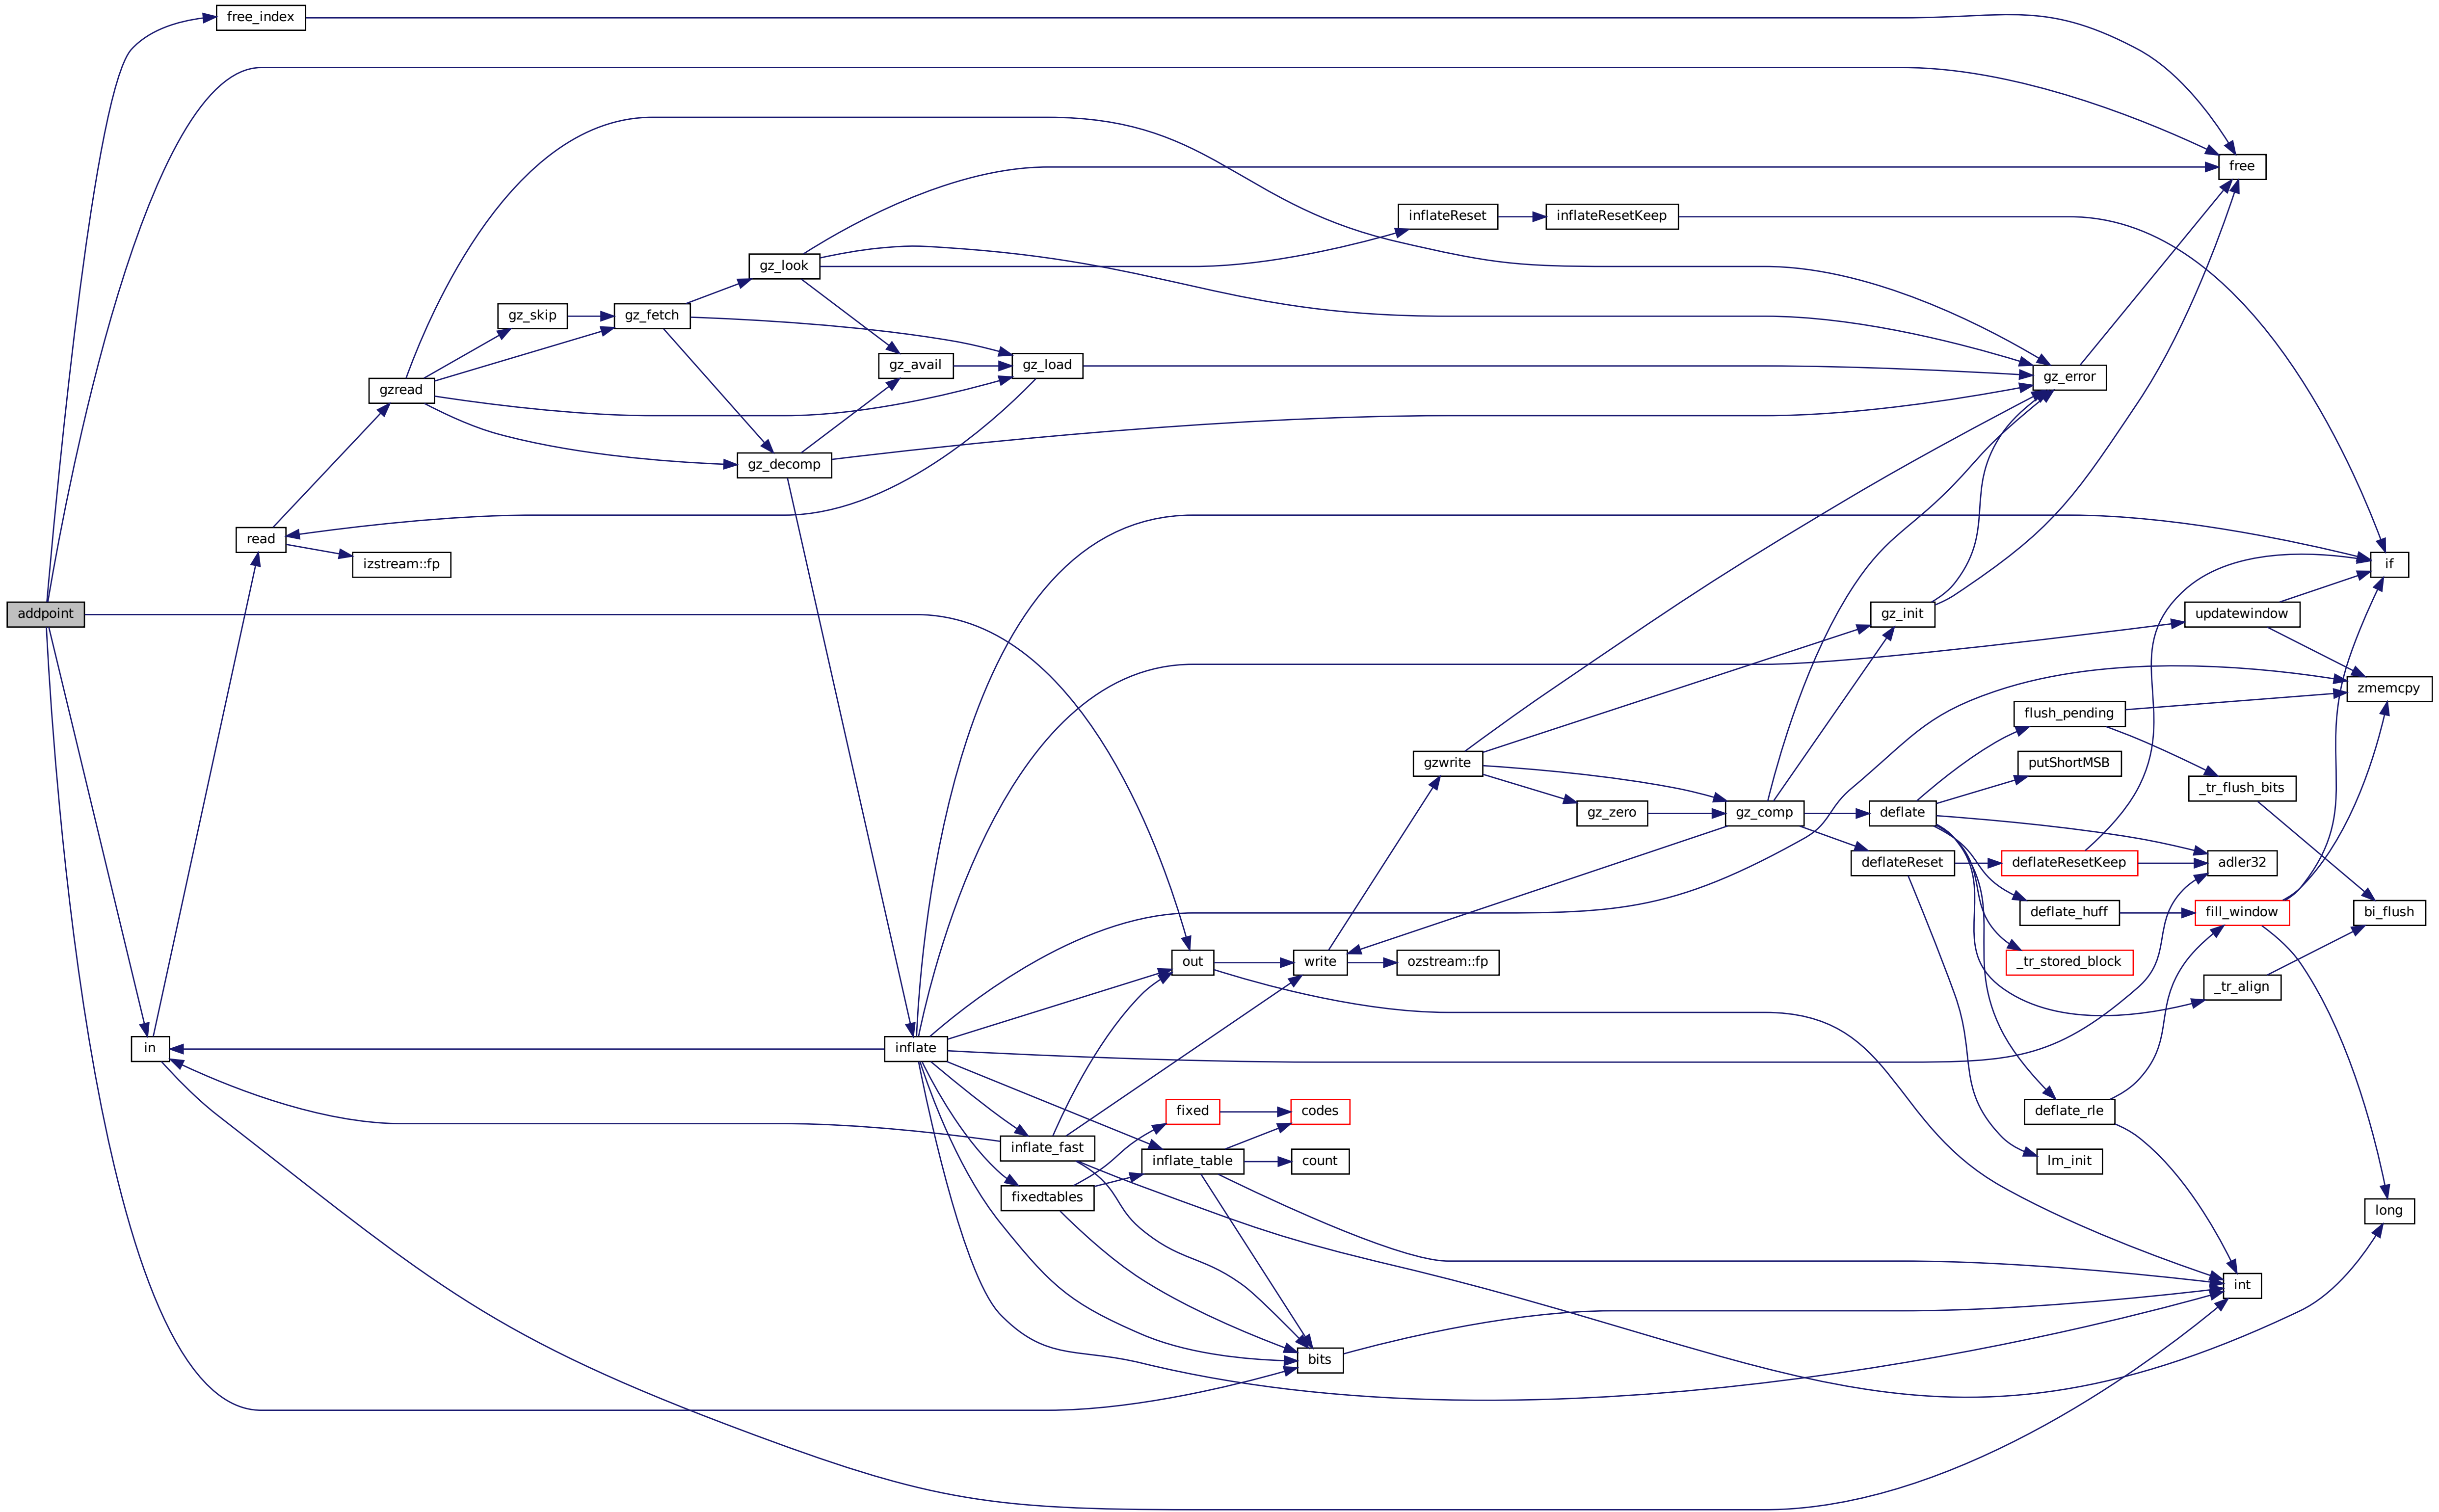 free_index
free
inflateReset
inflateResetKeep
gz_look
gz_skip
gz_fetch
gz_avail
gz_load
gz_error
gzread
gz_decomp
read
izstream::fp
if
addpoint
gz_init
updatewindow
zmemcpy
flush_pending
gzwrite
putShortMSB
_tr_flush_bits
gz_zero
gz_comp
deflate
deflateReset
deflateResetKeep
adler32
deflate_huff
fill_window
bi_flush
out
write
ozstream::fp
_tr_stored_block
_tr_align
in
inflate
fixed
codes
deflate_rle
inflate_fast
inflate_table
count
lm_init
fixedtables
long
int
bits